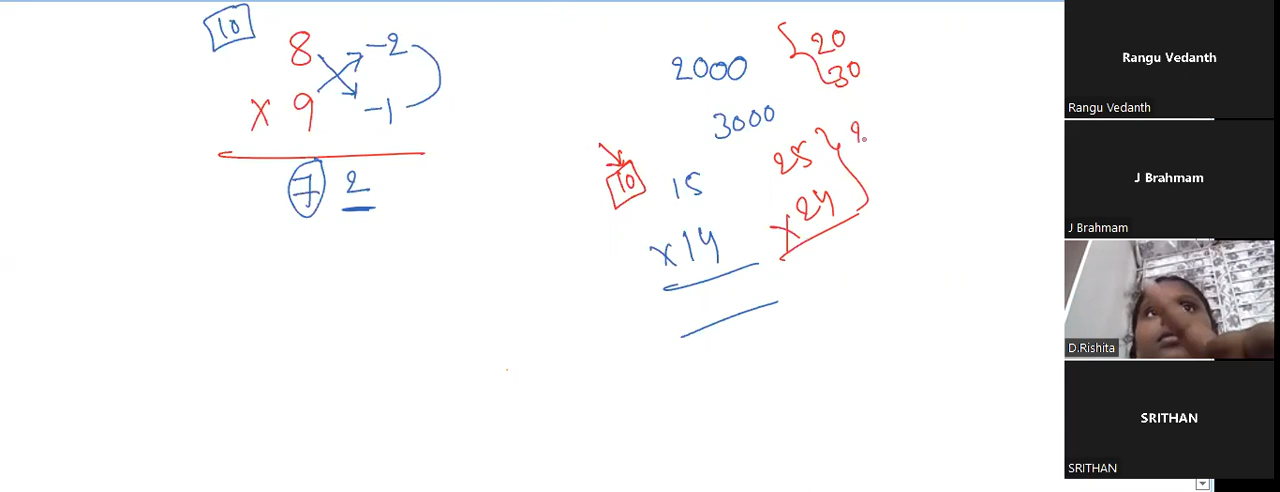 10
8 -2
× 9 -1
7 2
2000
3000
20
30
10
15
×14
25
×24
Rangu Vedanth
Rangu Vedanth
J Brahmam
J Brahmam
D.Rishita
SRITHAN
SRITHAN